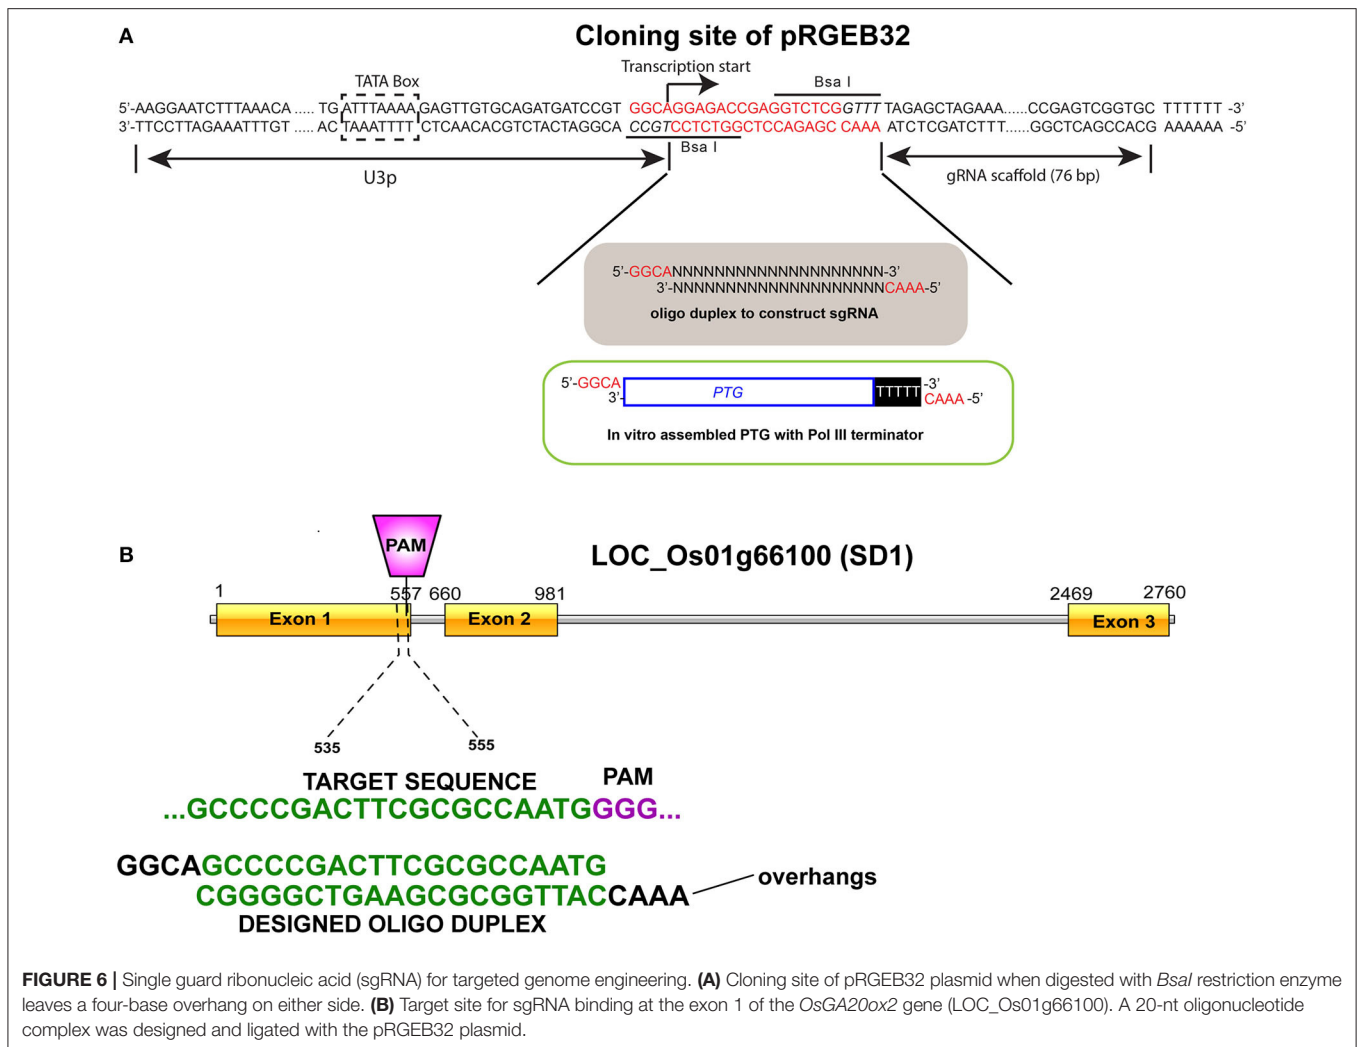 A
Cloning site of pRGEB32
Transcription start
TATA Box
Bsa I
5'-AAGGAATCTTTAAACA ..... TGATTTAAAAGAGTTGTGCAGATGATCCGT GGCAGGAGACCGAGGTCTCGGTTT TAGAGCTAGAAA......CCGAGTCGGTGC TTTTTT -3'
3'-TTCCTTAGAAATTTGT ..... ACTAAATTTTCTCAACACGTCTACTAGGCA CCGTCCTCTGGCTCCAGAGC CAAA ATCTCGATCTTT......GGCTCAGCCACG AAAAAA -5'
Bsa I
U3p
gRNA scaffold (76 bp)
5'-GGCANNNNNNNNNNNNNNNNNNNN-3'
3'-NNNNNNNNNNNNNNNNNNNNCAAA-5'
oligo duplex to construct sgRNA
5'-GGCA
3'-
PTG
TTTTT
-3'
CAAA -5'
In vitro assembled PTG with Pol III terminator
B
PAM
LOC_Os01g66100 (SD1)
1
557
660
981
2469
2760
Exon 1
Exon 2
Exon 3
535
555
TARGET SEQUENCE
PAM
...GCCCCGACTTCGCGCCAATGGGG...
GGCAGCCCCGACTTCGCGCCAATG
CGGGGCTGAAGCGCGGTTACCAAA
overhangs
DESIGNED OLIGO DUPLEX
FIGURE 6 | Single guard ribonucleic acid (sgRNA) for targeted genome engineering. (A) Cloning site of pRGEB32 plasmid when digested with BsaI restriction enzyme
leaves a four-base overhang on either side. (B) Target site for sgRNA binding at the exon 1 of the OsGA20ox2 gene (LOC_Os01g66100). A 20-nt oligonucleotide
complex was designed and ligated with the pRGEB32 plasmid.